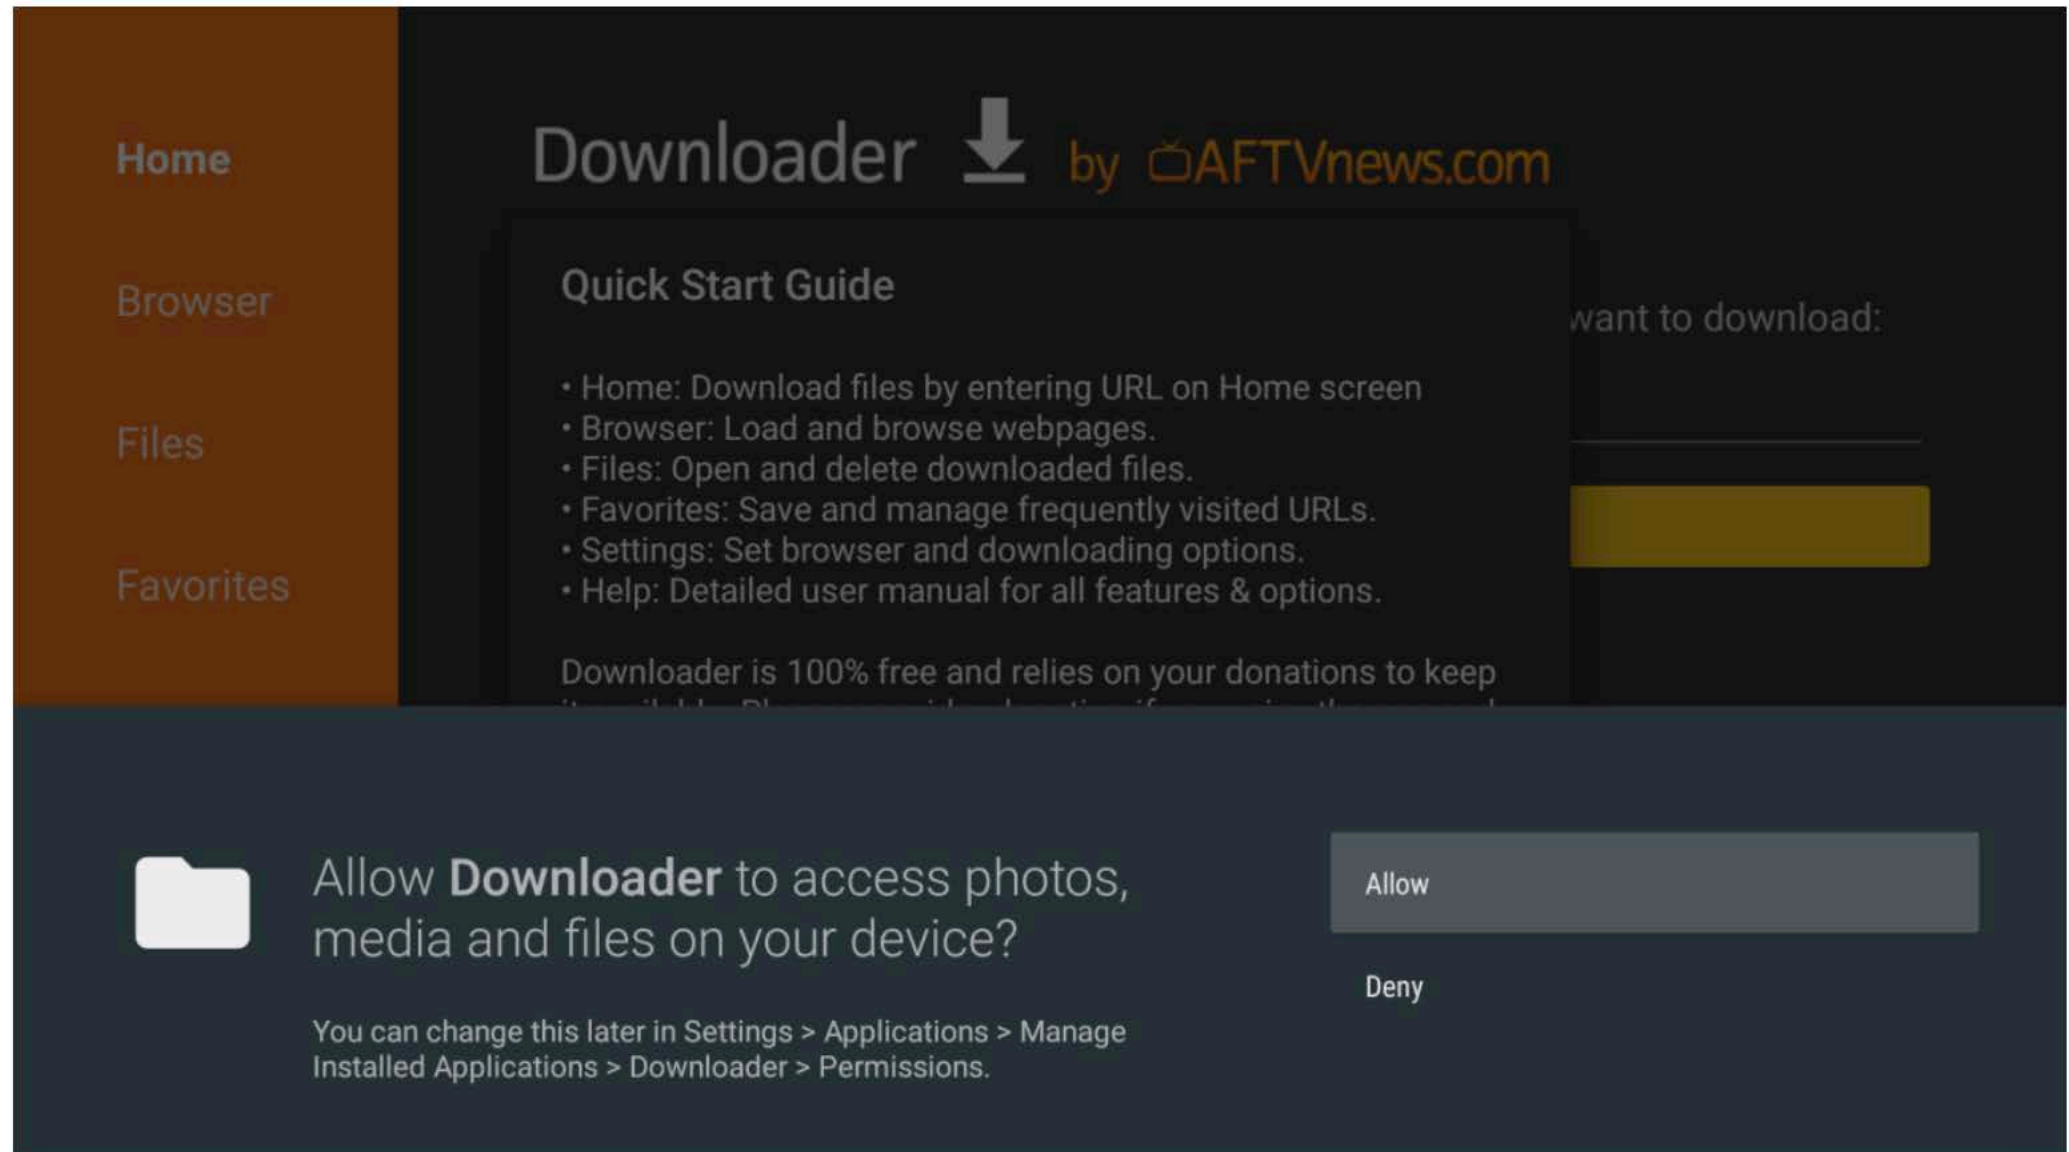 Home
Browser
Files
Favorites
Downloader by AFTVnews.com
want to download:
Quick Start Guide
• Home: Download files by entering URL on Home screen
• Browser: Load and browse webpages.
• Files: Open and delete downloaded files.
• Favorites: Save and manage frequently visited URLs.
• Settings: Set browser and downloading options.
• Help: Detailed user manual for all features & options.
Downloader is 100% free and relies on your donations to keep
Allow Downloader to access photos,
media and files on your device?
You can change this later in Settings > Applications > Manage
Installed Applications > Downloader > Permissions.
Allow
Deny